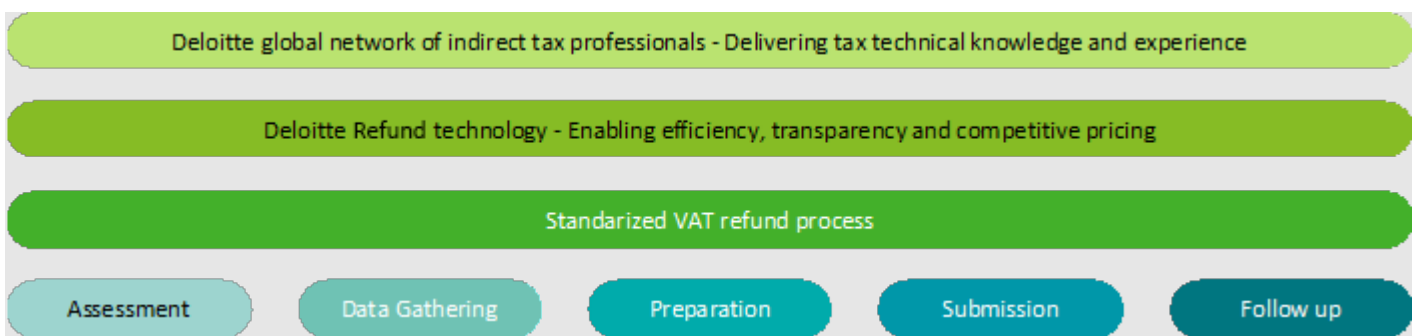 Deloitte global network of indirect tax professionals - Delivering tax technical knowledge and experience
Deloitte Refund technology - Enabling efficiency, transparency and competitive pricing
Standarized VAT refund process
Assessment
Data Gathering
Preparation
Submission
Follow up